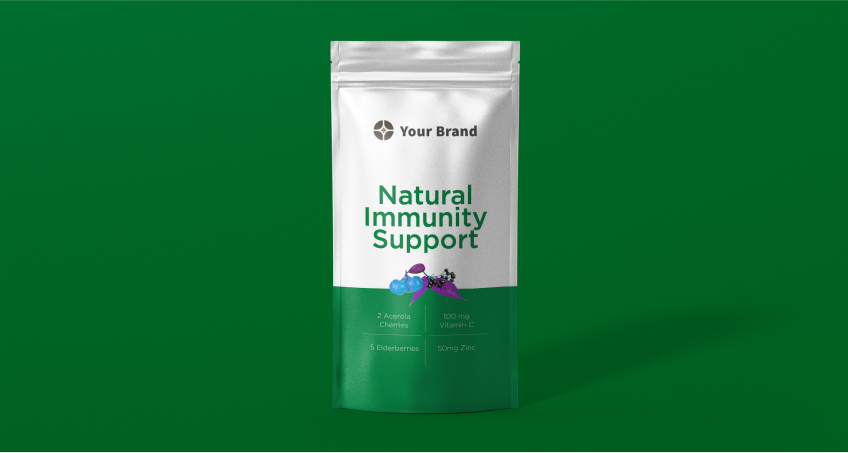 Your Brand
Natural
Immunity
Support
2 Acerola
Cherries
100 mg
Vitamin C
5 Elderberries
50mg Zinc